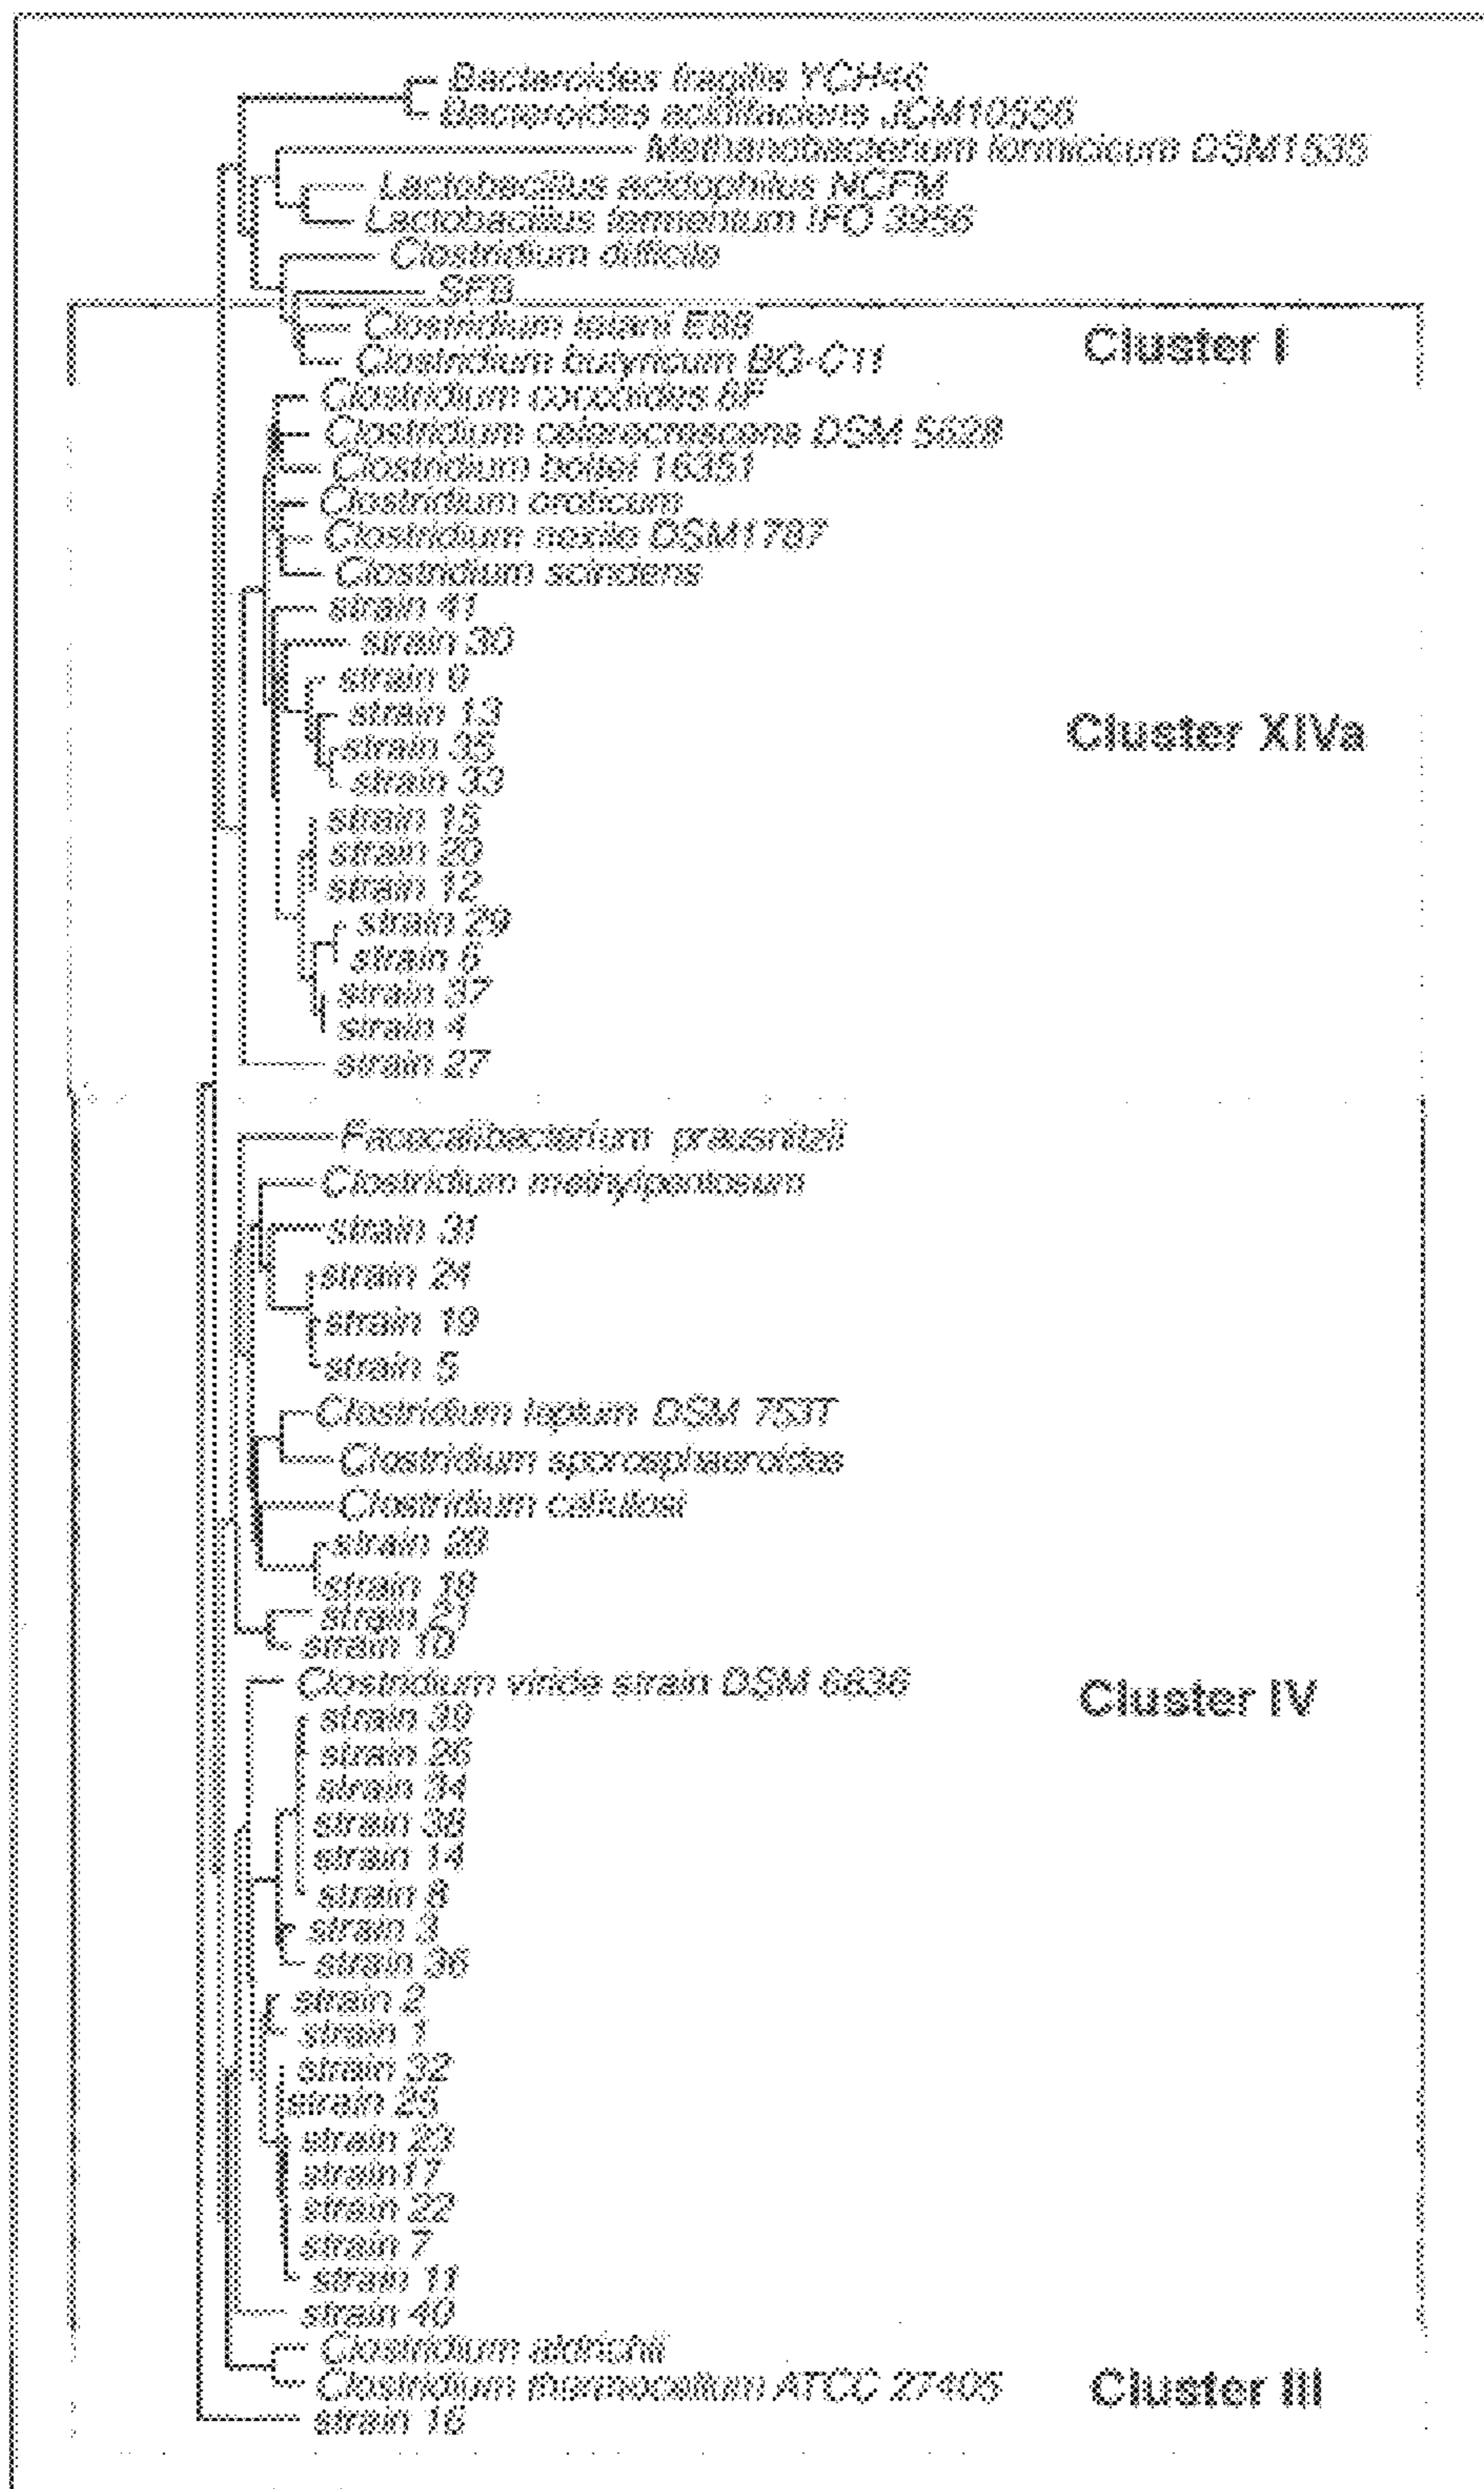 Bacteroides fragilis YCH46
Bacteroides acidifaciens JCM10556
Methanobacterium formicicum DSM1535
Lactobacillus acidophilus NCFM
Lactobacillus fermentum IFO 3956
Clostridium difficile
SFB
Clostridium tetani E88
Cluster I
Clostridium butyricum BG-C11
Clostridium coccoides 8F
Clostridium celerecrescens DSM 5628
Clostridium boltei 16351
Clostridium oroticum
Clostridium nexile DSM1787
Clostridium scindens
strain 41
strain 30
strain 9
strain 13
Cluster XIVa
strain 35
strain 33
strain 15
strain 20
strain 12
strain 29
strain 6
strain 37
strain 4
strain 27
Faecalibacterium prausnitzii
Clostridium methylpentosum
strain 31
strain 24
strain 19
strain 5
Clostridium leptum DSM 753T
Clostridium sporosphaeroides
Clostridium cellulosi
strain 28
strain 18
strain 21
strain 10
Clostridium viride strain DSM 6836
Cluster IV
strain 39
strain 26
strain 34
strain 38
strain 14
strain 8
strain 3
strain 36
strain 2
strain 1
strain 32
strain 25
strain 23
strain17
strain 22
strain 7
strain 11
strain 40
Clostridium aldrichii
Clostridium thermocellum ATCC 27405
Cluster III
strain 16